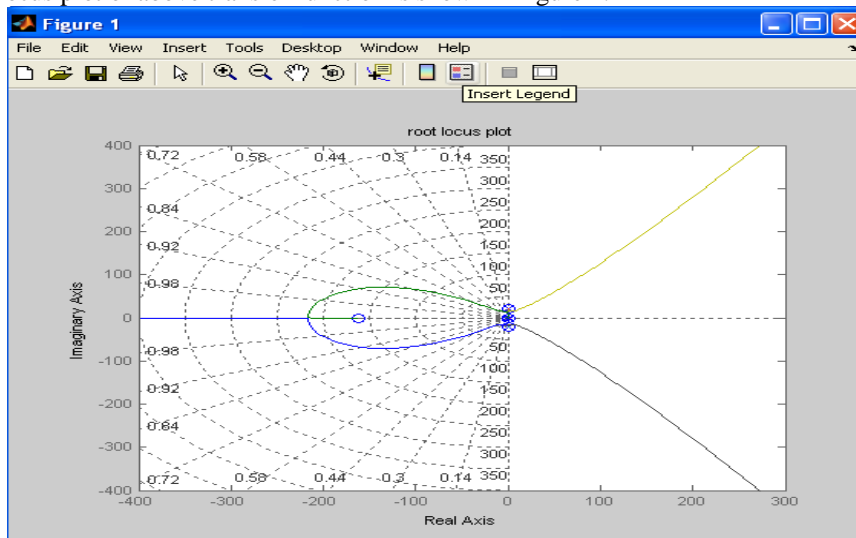 Figure 1
File Edit View Insert Tools Desktop Window Help
Insert Legend
root locus plot
400
0.72 0.58 0.44 0.3 0.14 350
300 300
0.84 250
200 200
0.92 150
100 0.98 100
50
Imaginary Axis
0
0.98 50
-100 100
0.92 150
-200 200
0.84 250
-300 300
0.72 0.58 0.44 0.3 0.14 350
-400
-400 -300 -200 -100 0 100 200 300
Real Axis